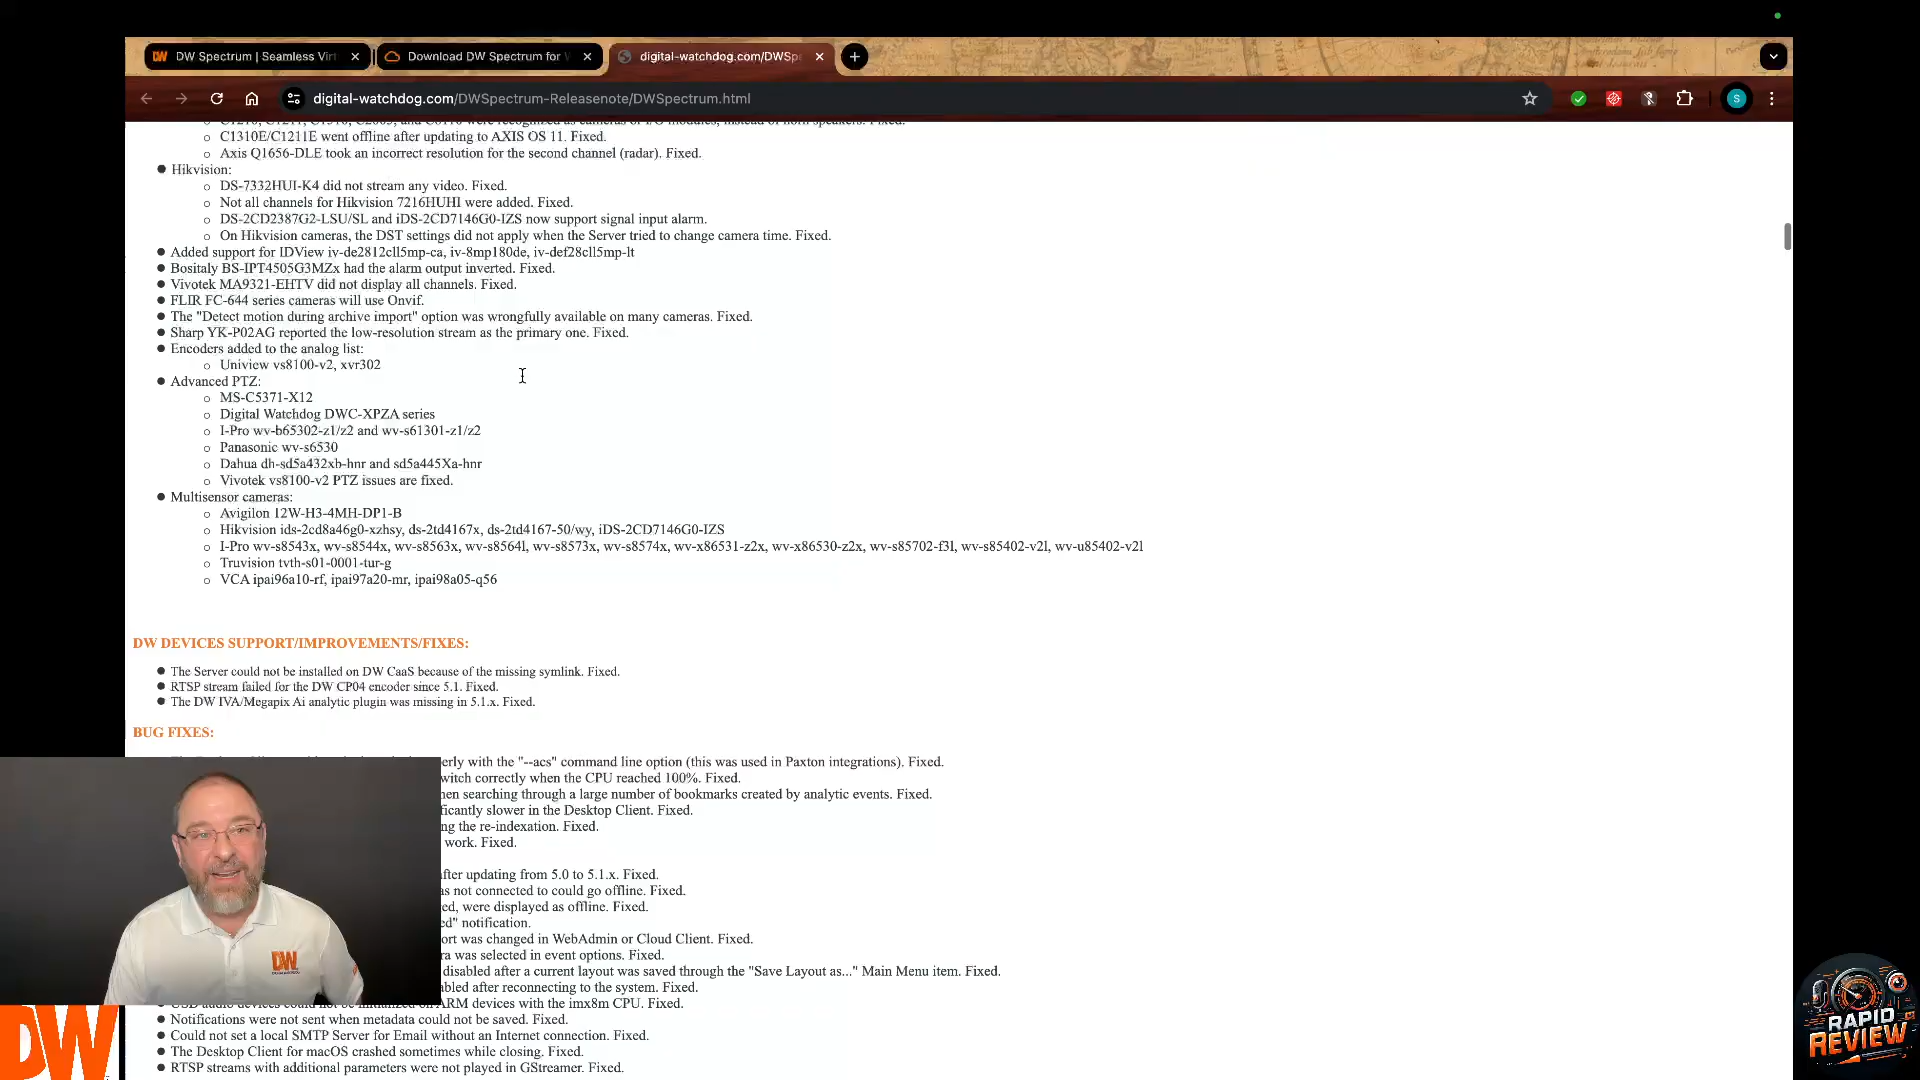 DW Spectrum | Seamless Virt
Download DW Spectrum for W
digital-watchdog.com/DWSp
digital-watchdog.com/DWSpectrum-Releasenote/DWSpectrum.html
S
C1310E/C1211E went offline after updating to AXIS OS 11. Fixed.
Axis Q1656-DLE took an incorrect resolution for the second channel (radar). Fixed.
Hikvision:
DS-7332HUI-K4 did not stream any video. Fixed.
Not all channels for Hikvision 7216HUHI were added. Fixed.
DS-2CD2387G2-LSU/SL and iDS-2CD7146G0-IZS now support signal input alarm.
On Hikvision cameras, the DST settings did not apply when the Server tried to change camera time. Fixed.
Added support for IDView iv-de2812cll5mp-ca, iv-8mp180de, iv-def28cll5mp-lt
Bositaly BS-IPT4505G3MZx had the alarm output inverted. Fixed.
Vivotek MA9321-EHTV did not display all channels. Fixed.
FLIR FC-644 series cameras will use Onvif.
The "Detect motion during archive import" option was wrongfully available on many cameras. Fixed.
Sharp YK-P02AG reported the low-resolution stream as the primary one. Fixed.
Encoders added to the analog list:
Uniview vs8100-v2, xvr302
Advanced PTZ:
MS-C5371-X12
Digital Watchdog DWC-XPZA series
I-Pro wv-b65302-z1/z2 and wv-s61301-z1/z2
Panasonic wv-s6530
Dahua dh-sd5a432xb-hnr and sd5a445Xa-hnr
Vivotek vs8100-v2 PTZ issues are fixed.
Multisensor cameras:
Avigilon 12W-H3-4MH-DP1-B
Hikvision ids-2cd8a46g0-xzhsy, ds-2td4167x, ds-2td4167-50/wy, iDS-2CD7146G0-IZS
I-Pro wv-s8543x, wv-s8544x, wv-s8563x, wv-s8564l, wv-s8573x, wv-s8574x, wv-x86531-z2x, wv-x86530-z2x, wv-s85702-f3l, wv-s85402-v2l, wv-u85402-v2l
Truvision tvth-s01-0001-tur-g
VCA ipai96a10-rf, ipai97a20-mr, ipai98a05-q56
DW DEVICES SUPPORT/IMPROVEMENTS/FIXES:
The Server could not be installed on DW CaaS because of the missing symlink. Fixed.
RTSP stream failed for the DW CP04 encoder since 5.1. Fixed.
The DW IVA/Megapix Ai analytic plugin was missing in 5.1.x. Fixed.
BUG FIXES:
erly with the "--acs" command line option (this was used in Paxton integrations). Fixed.
witch correctly when the CPU reached 100%. Fixed.
hen searching through a large number of bookmarks created by analytic events. Fixed.
ficantly slower in the Desktop Client. Fixed.
ng the re-indexation. Fixed.
work. Fixed.
fter updating from 5.0 to 5.1.x. Fixed.
as not connected to could go offline. Fixed.
ed, were displayed as offline. Fixed.
ed" notification.
ort was changed in WebAdmin or Cloud Client. Fixed.
ra was selected in event options. Fixed.
disabled after a current layout was saved through the "Save Layout as..." Main Menu item. Fixed.
abled after reconnecting to the system. Fixed.
ARM devices with the imx8m CPU. Fixed.
Notifications were not sent when metadata could not be saved. Fixed.
Could not set a local SMTP Server for Email without an Internet connection. Fixed.
The Desktop Client for macOS crashed sometimes while closing. Fixed.
RTSP streams with additional parameters were not played in GStreamer. Fixed.
DW
DW
RAPID
REVIEW